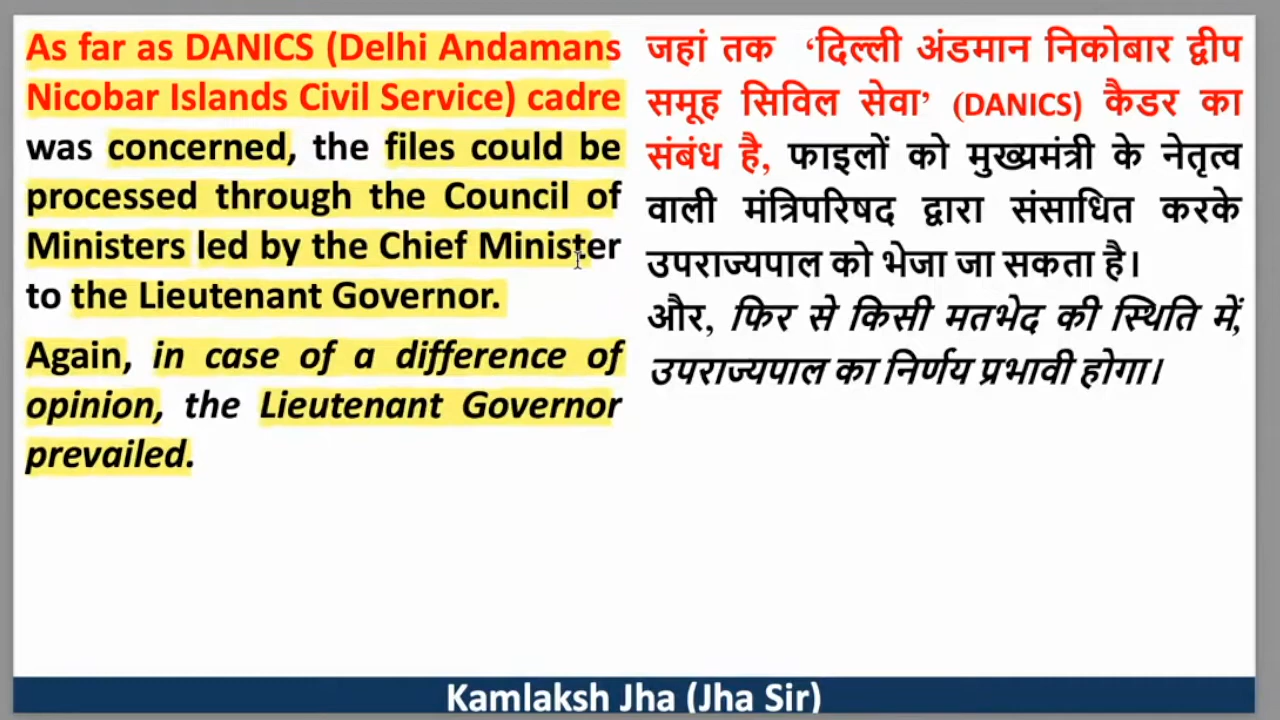 As far as DANICS (Delhi Andamans
Nicobar Islands Civil Service) cadre
was concerned, the files could be
processed through the Council of
Ministers led by the Chief Minister
to the Lieutenant Governor.
Again, in case of a difference of
opinion, the Lieutenant Governor
prevailed.
जहां तक ‘दिल्ली अंडमान निकोबार द्वीप
समूह सिविल सेवा’ (DANICS) कैडर का
संबंध है, फाइलों को मुख्यमंत्री के नेतृत्व
वाली मंत्रिपरिषद द्वारा संसाधित करके
उपराज्यपाल को भेजा जा सकता है।
और, फिर से किसी मतभेद की स्थिति में,
उपराज्यपाल का निर्णय प्रभावी होगा।
Kamlaksh Jha (Jha Sir)